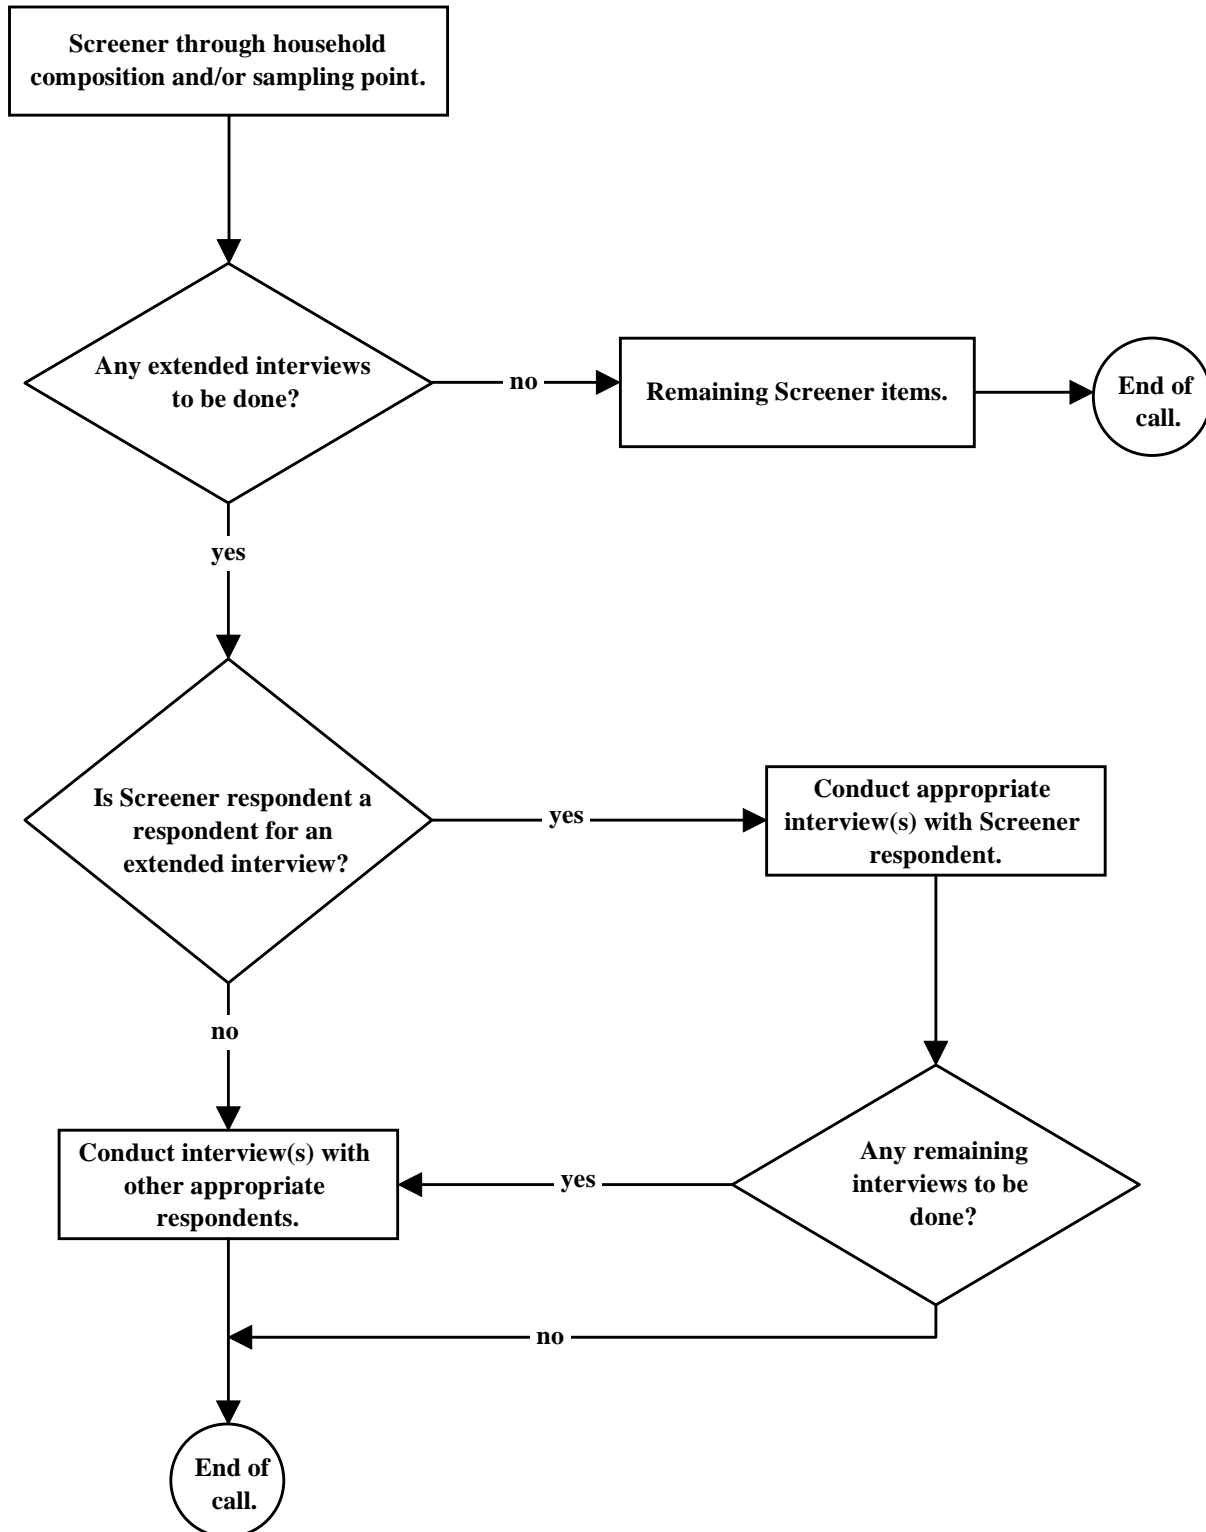 Screener through household
composition and/or sampling point.
Any extended interviews
to be done?
no
Remaining Screener items.
End of
call.
yes
Is Screener respondent a
respondent for an
extended interview?
yes
Conduct appropriate
interview(s) with Screener
respondent.
no
Conduct interview(s) with
other appropriate
respondents.
yes
Any remaining
interviews to be
done?
no
End of
call.